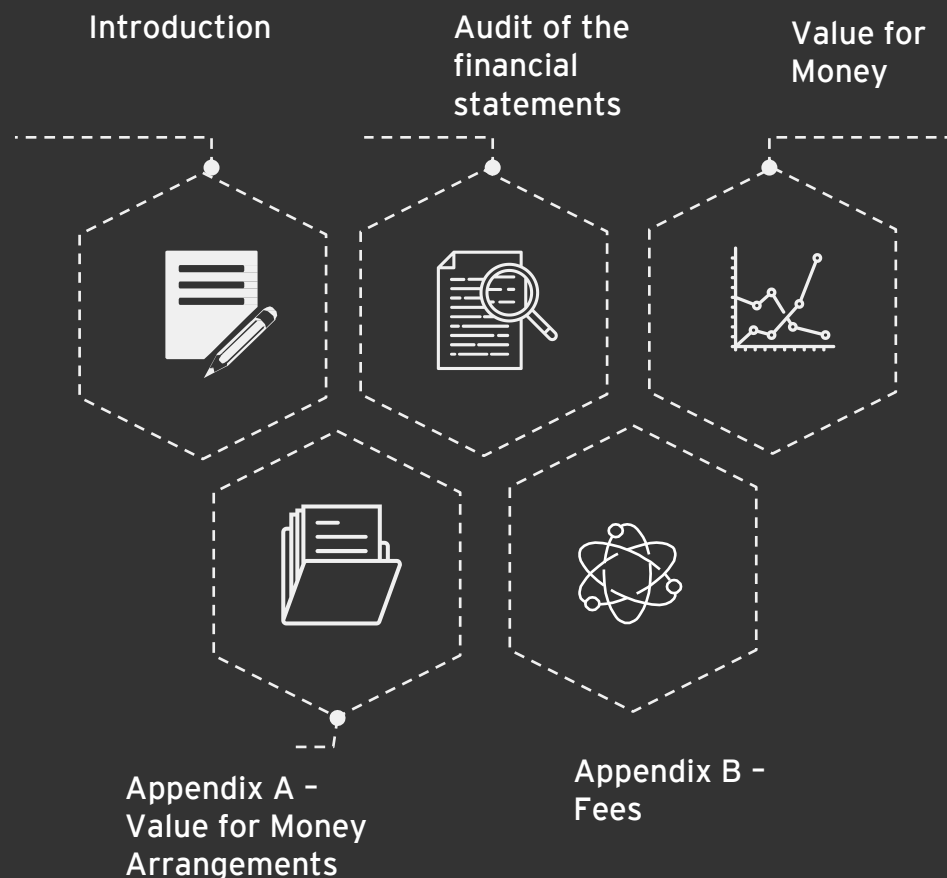 Introduction
Audit of the
financial
statements
Value for
Money
Appendix A –
Value for Money
Arrangements
Appendix B –
Fees